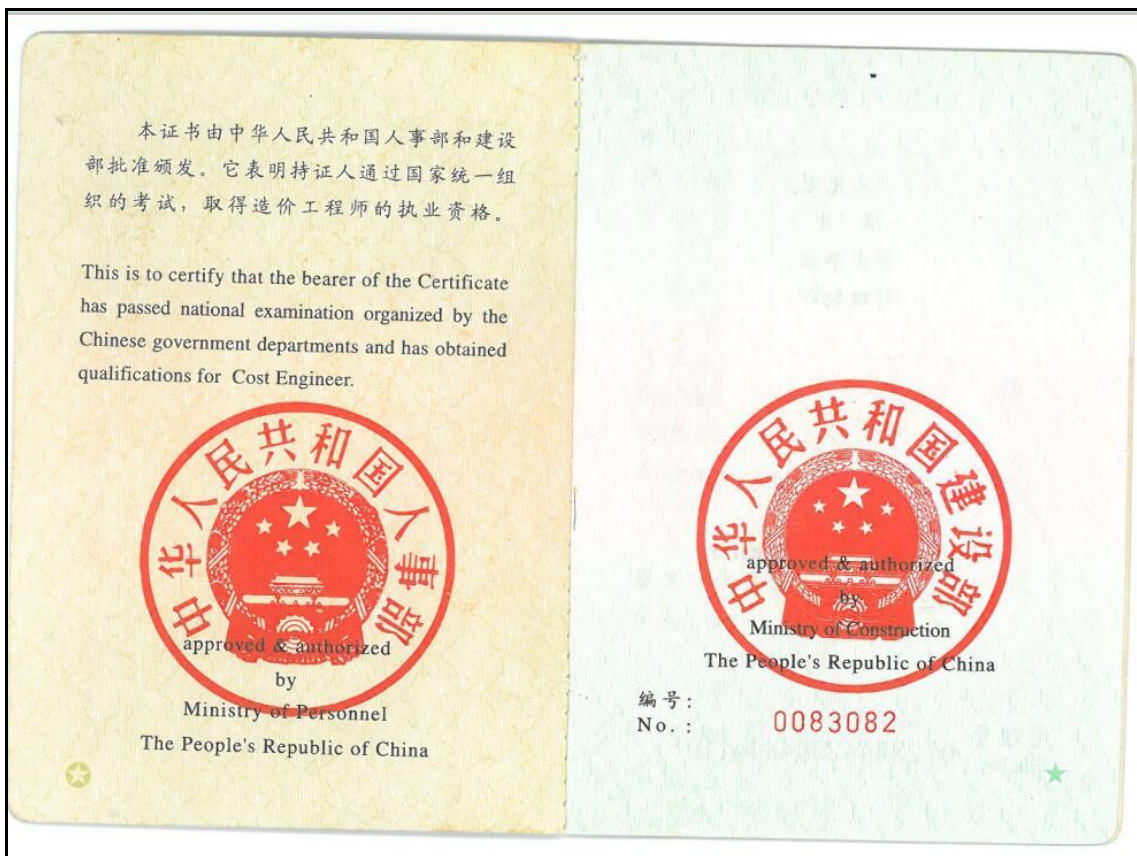 本证书由中华人民共和国人事部和建设
部批准颁发。它表明持证人通过国家统一组
织的考试，取得造价工程师的执业资格。
This is to certify that the bearer of the Certificate
has passed national examination organized by the
Chinese government departments and has obtained
qualifications for Cost Engineer.
中华人民共和国人事部
approved & authorized
by
Ministry of Personnel
The People's Republic of China
中华人民共和国建设部
approved & authorized
by
Ministry of Construction
The People's Republic of China
编号：
No.： 0083082